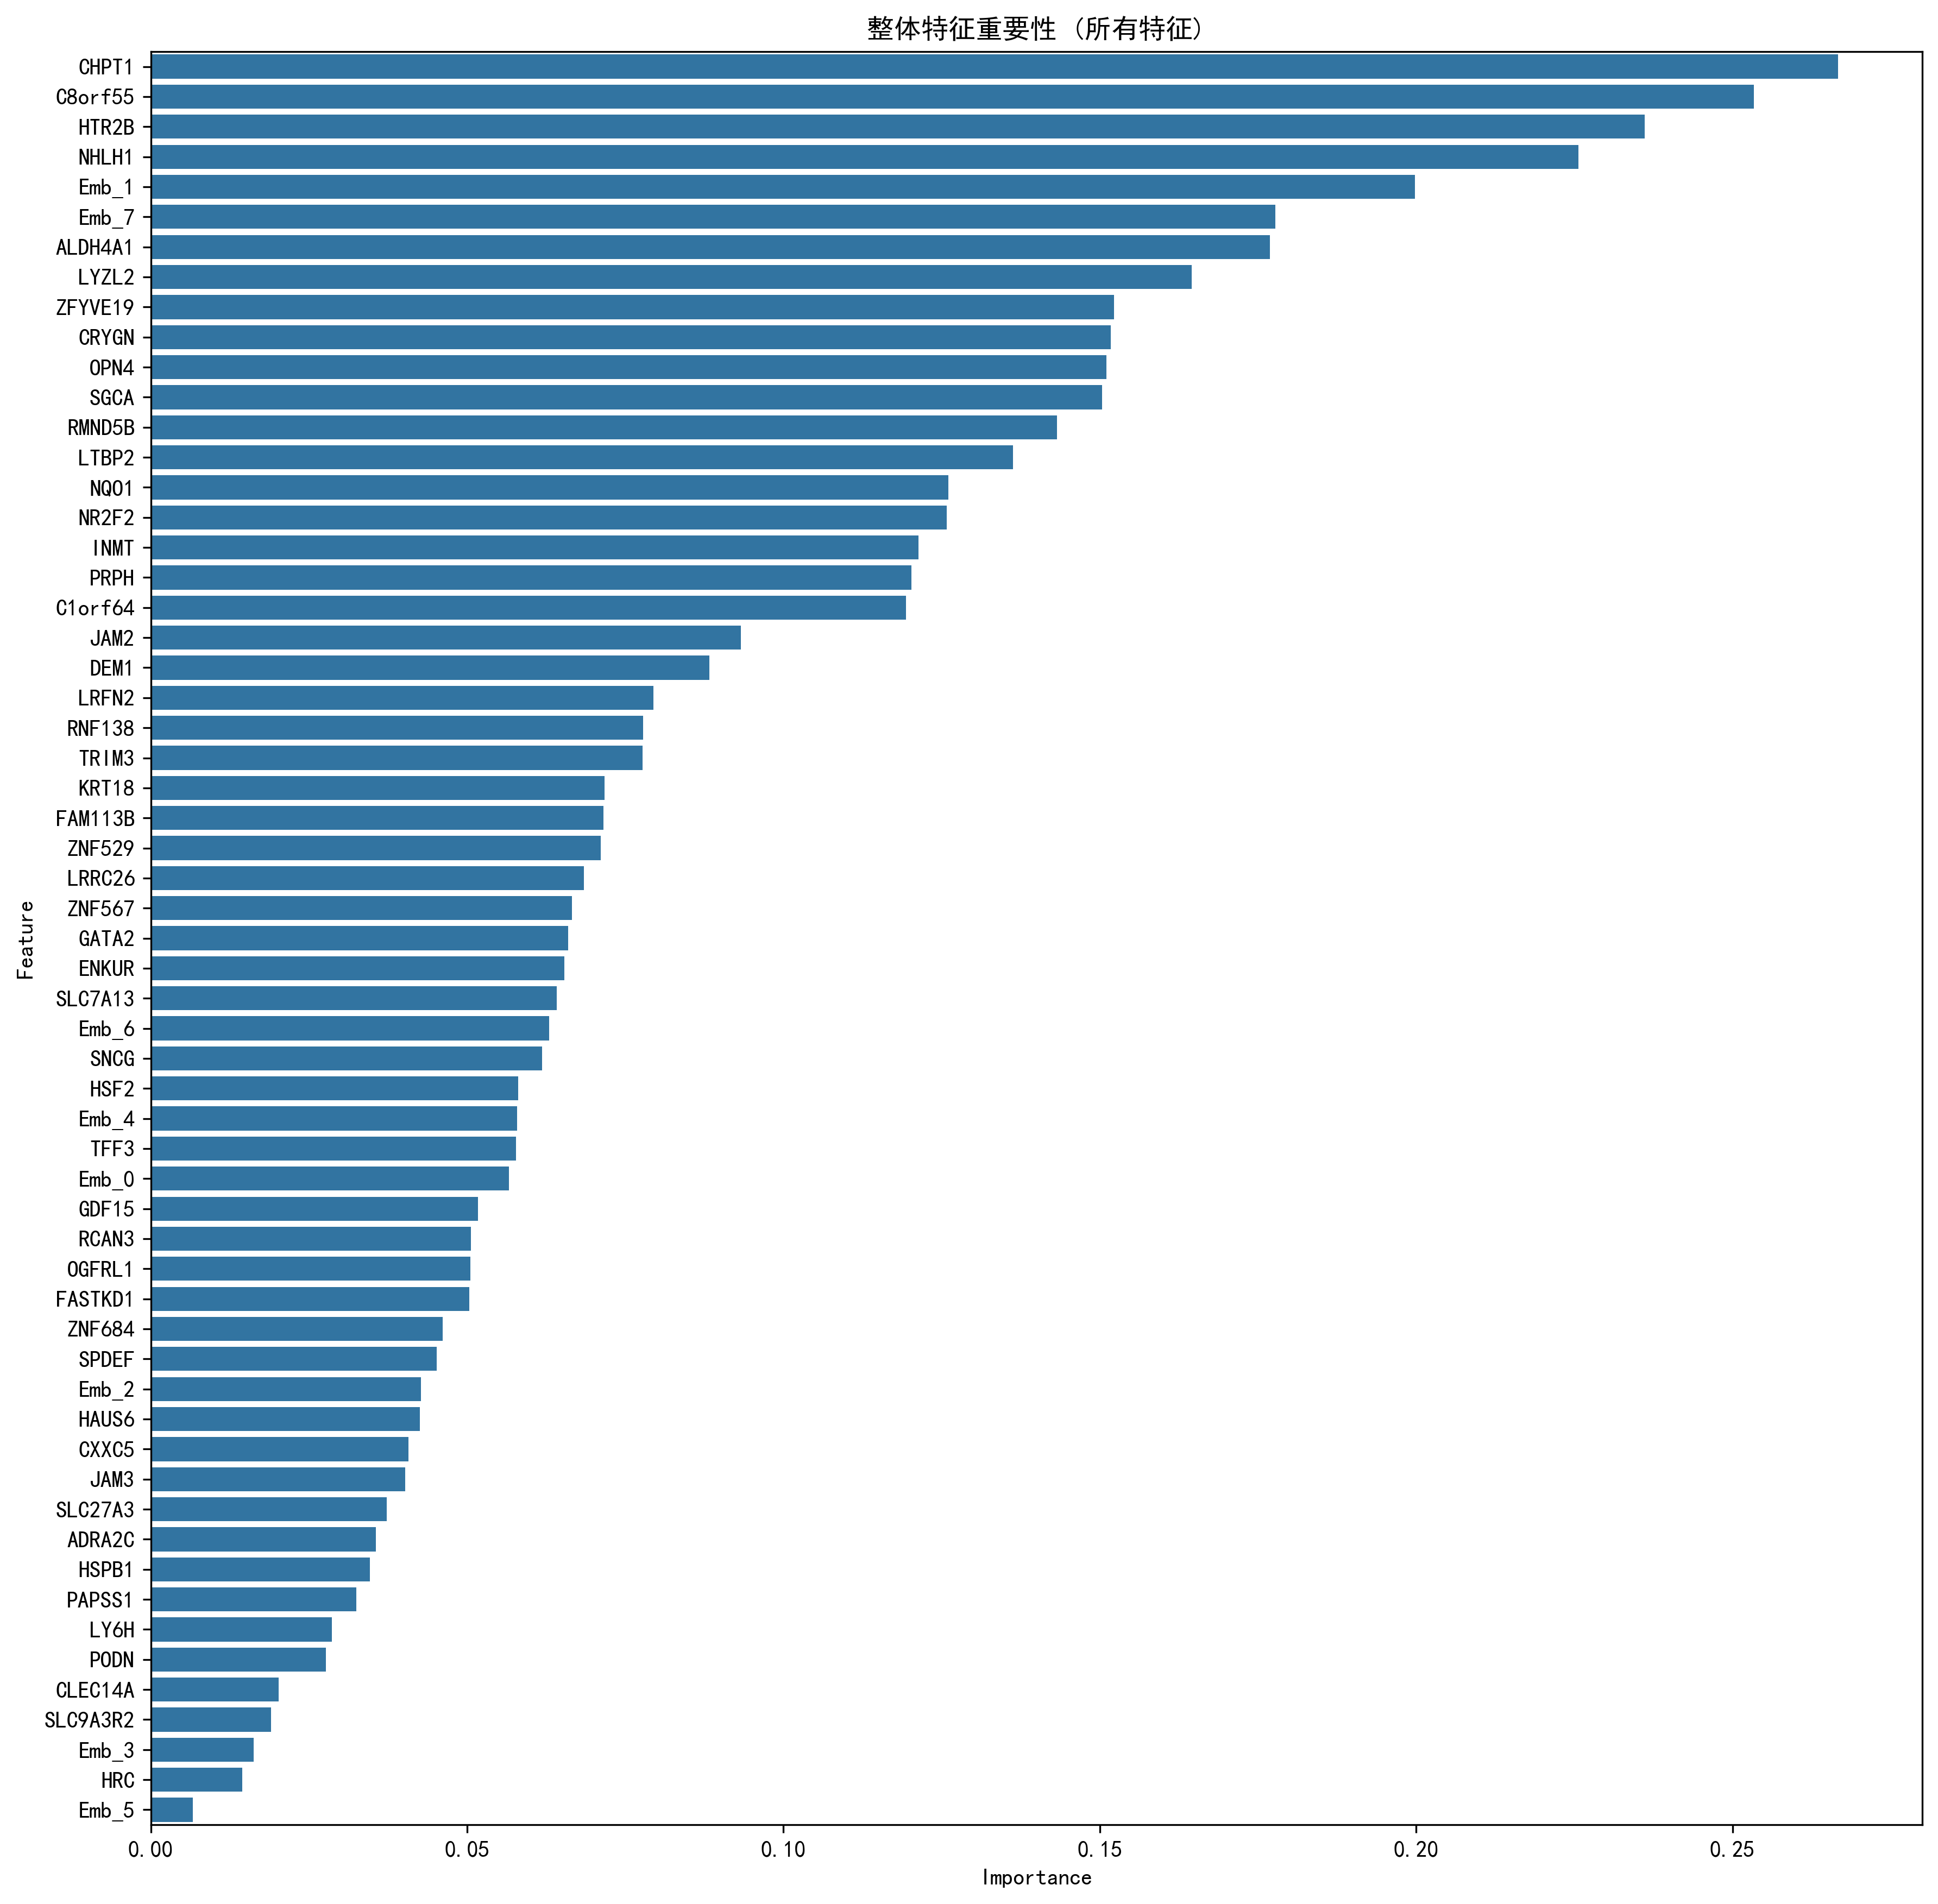 整体特征重要性 (所有特征)
CHPT1
C8orf55
HTR2B
NHLH1
Emb_1
Emb_7
ALDH4A1
LYZL2
ZFYVE19
CRYGN
OPN4
SGCA
RMND5B
LTBP2
NQO1
NR2F2
INMT
PRPH
C1orf64
JAM2
DEM1
LRFN2
RNF138
TRIM3
KRT18
FAM113B
ZNF529
LRRC26
ZNF567
GATA2
ENKUR
SLC7A13
Emb_6
SNCG
HSF2
Emb_4
TFF3
Emb_0
GDF15
RCAN3
OGFRL1
FASTKD1
ZNF684
SPDEF
Emb_2
HAUS6
CXXC5
JAM3
SLC27A3
ADRA2C
HSPB1
PAPSS1
LY6H
PODN
CLEC14A
SLC9A3R2
Emb_3
HRC
Emb_5
Feature
0.00 0.05 0.10 0.15 0.20 0.25
Importance